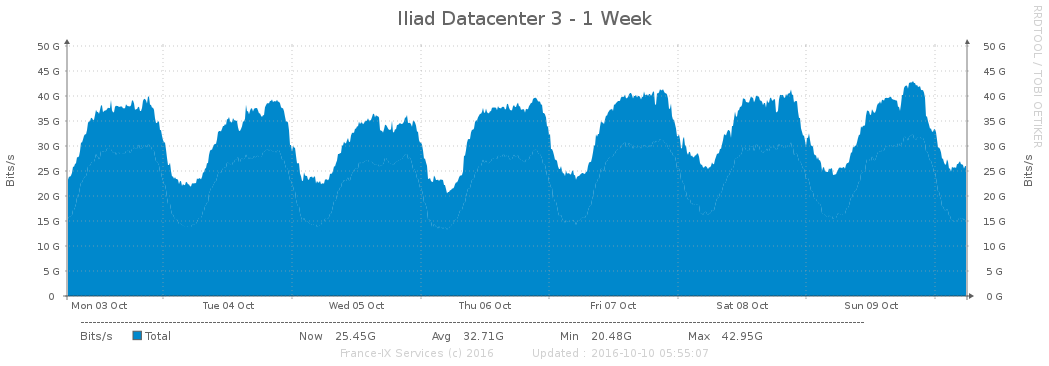 Iliad Datacenter 3 - 1 Week
RRDTOOL / TOBI OETIKER
Bits/s
50 G 50 G
45 G 45 G
40 G 40 G
35 G 35 G
30 G 30 G
25 G 25 G
20 G 20 G
15 G 15 G
10 G 10 G
5 G 5 G
0 0 G
Bits/s
Mon 03 Oct Tue 04 Oct Wed 05 Oct Thu 06 Oct Fri 07 Oct Sat 08 Oct Sun 09 Oct
Bits/s Total Now 25.45G Avg 32.71G Min 20.48G Max 42.95G
France-IX Services (c) 2016 Updated : 2016-10-10 05:55:07